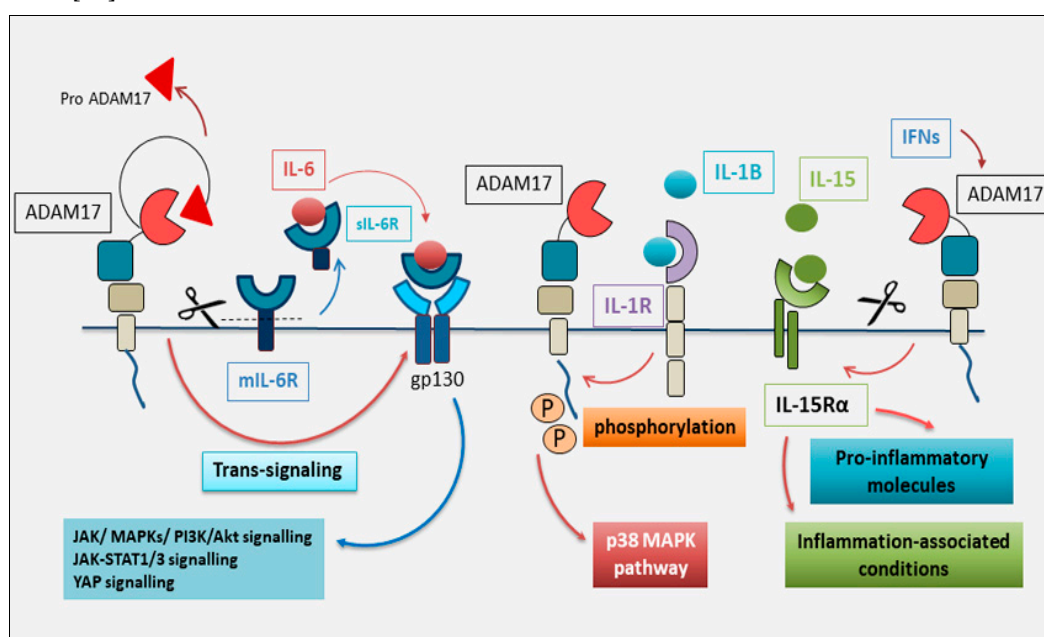 Pro ADAM17
ADAM17
IL-6
sIL-6R
mIL-6R
gp130
Trans-signaling
JAK/ MAPKs/ PI3K/Akt signalling
JAK-STAT1/3 signalling
YAP signalling
ADAM17
IL-1B
IL-1R
P
P
phosphorylation
p38 MAPK
pathway
IL-15
IFNs
ADAM17
IL-15Rα
Pro-inflammatory
molecules
Inflammation-associated
conditions